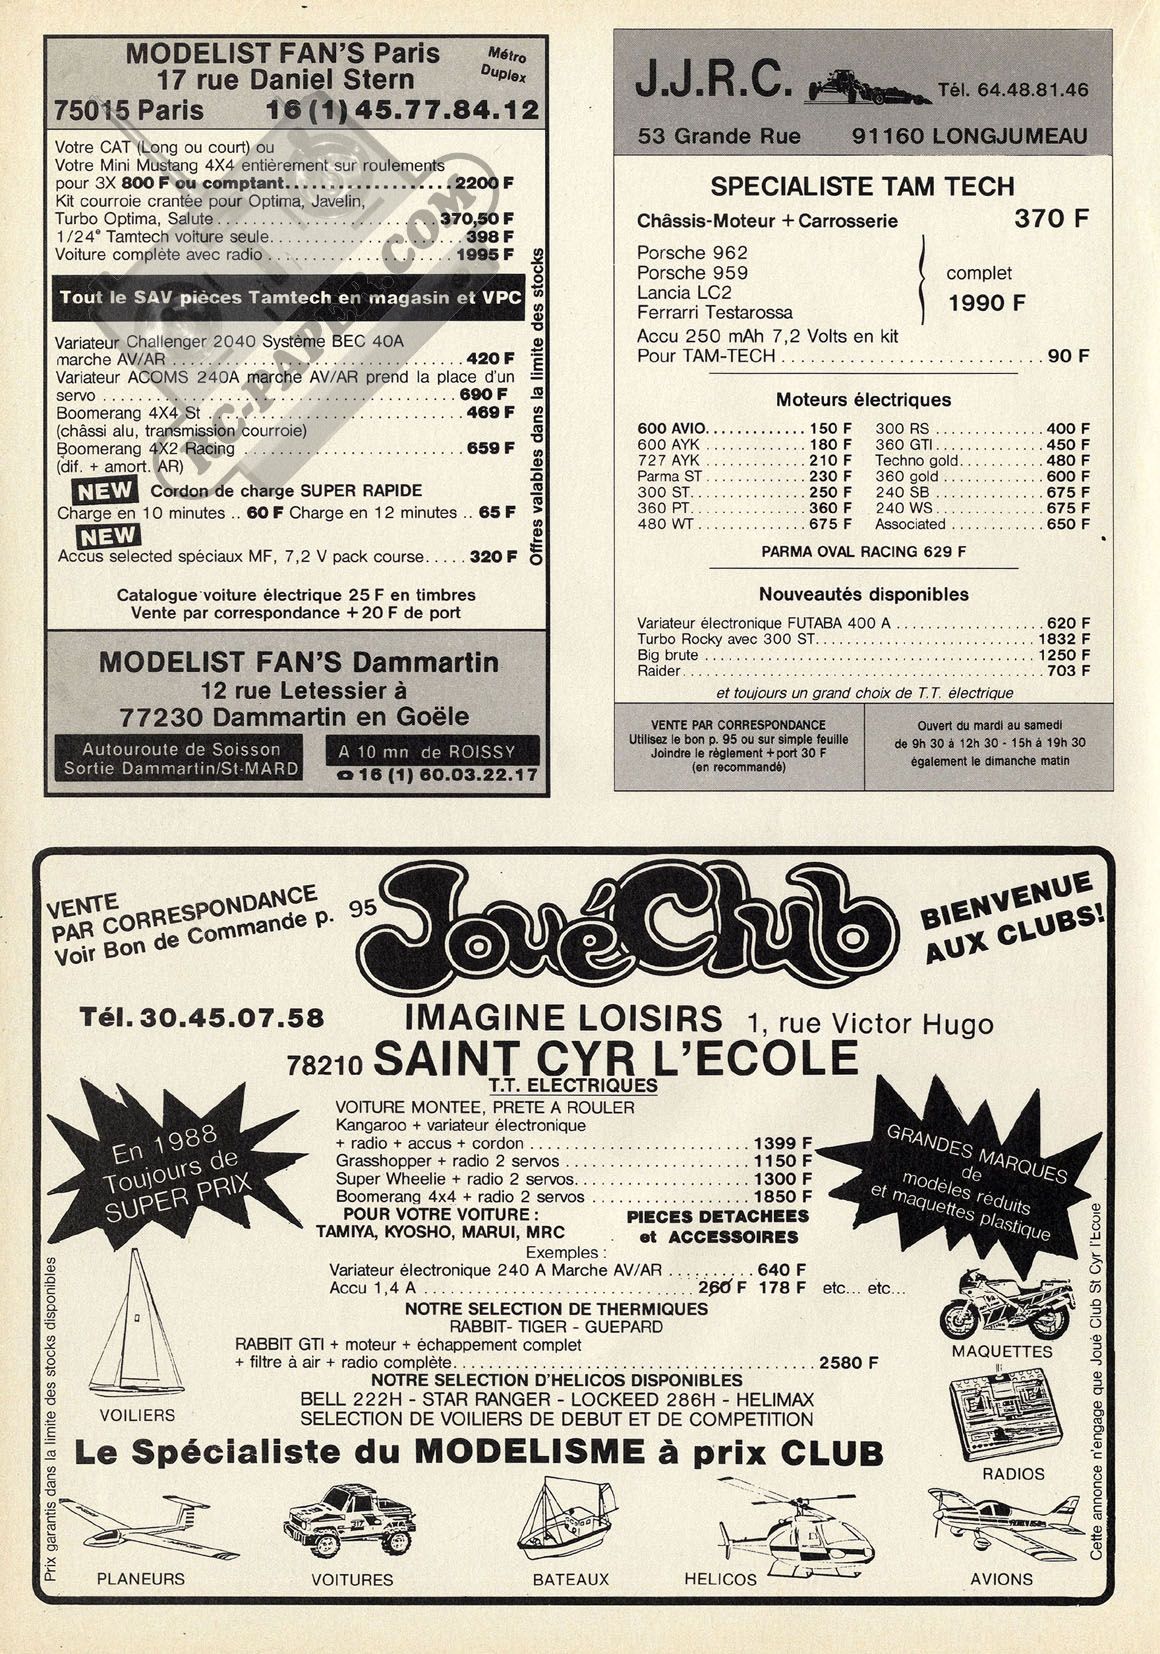 MODELIST FAN'S Paris
Métro
Duplex
17 rue Daniel Stern
75015 Paris 16 (1) 45.77.84.12
Votre CAT (Long ou court) ou
Votre Mini Mustang 4X4 entièrement sur roulements
pour 3X 800 F ou comptant.................... 2200 F
Kit courroie crantée pour Optima, Javelin,
Turbo Optima, Salute............................ 370,50 F
1/24° Tamtech voiture seule...................... 398 F
Voiture complète avec radio...................... 1995 F
Tout le SAV pièces Tamtech en magasin et VPC
Variateur Challenger 2040 Système BEC 40A
marche AV/AR.................................. 420 F
Variateur ACOMS 240A marche AV/AR prend la place d'un
servo.......................................... 690 F
Boomerang 4X4 St............................... 469 F
(châssi alu, transmission courroie)
Boomerang 4X2 Racing.......................... 659 F
(dif. + amort. AR)
NEW Cordon de charge SUPER RAPIDE
Charge en 10 minutes .. 60 F Charge en 12 minutes .. 65 F
NEW
Accus selected spéciaux MF, 7,2 V pack course..... 320 F
Offres valables dans la limite des stocks
Catalogue voiture électrique 25 F en timbres
Vente par correspondance + 20 F de port
MODELIST FAN'S Dammartin
12 rue Letessier à
77230 Dammartin en Goële
Autouroute de Soisson
Sortie Dammartin/St-MARD
A 10 mn de ROISSY
☎ 16 (1) 60.03.22.17
RC-PAPER.COM
J.J.R.C. Tél. 64.48.81.46
53 Grande Rue 91160 LONGJUMEAU
SPECIALISTE TAM TECH
Châssis-Moteur + Carrosserie 370 F
Porsche 962
Porsche 959
Lancia LC2
Ferrarri Testarossa
complet
1990 F
Accu 250 mAh 7,2 Volts en kit
Pour TAM-TECH.............................. 90 F
Moteurs électriques
600 AVIO............. 150 F
600 AYK.............. 180 F
727 AYK.............. 210 F
Parma ST............. 230 F
300 ST............... 250 F
360 PT............... 360 F
480 WT............... 675 F
300 RS............... 400 F
360 GTI.............. 450 F
Techno gold.......... 480 F
360 gold............. 600 F
240 SB............... 675 F
240 WS............... 675 F
Associated........... 650 F
PARMA OVAL RACING 629 F
Nouveautés disponibles
Variateur électronique FUTABA 400 A.................. 620 F
Turbo Rocky avec 300 ST............................ 1832 F
Big brute.......................................... 1250 F
Raider............................................. 703 F
et toujours un grand choix de T.T. électrique
VENTE PAR CORRESPONDANCE
Utilisez le bon p. 95 ou sur simple feuille
Joindre le règlement + port 30 F
(en recommandé)
Ouvert du mardi au samedi
de 9h 30 à 12h 30 - 15h à 19h 30
également le dimanche matin
VENTE
PAR CORRESPONDANCE
Voir Bon de Commande p. 95
JouéClub
BIENVENUE
AUX CLUBS!
Tél. 30.45.07.58
IMAGINE LOISIRS 1, rue Victor Hugo
78210 SAINT CYR L'ECOLE
T.T. ELECTRIQUES
VOITURE MONTEE, PRETE A ROULER
Kangaroo + variateur électronique
+ radio + accus + cordon......................... 1399 F
Grasshopper + radio 2 servos..................... 1150 F
Super Wheelie + radio 2 servos................... 1300 F
Boomerang 4x4 + radio 2 servos................... 1850 F
En 1988
Toujours de
SUPER PRIX
GRANDES MARQUES
de
modèles réduits
et maquettes plastique
POUR VOTRE VOITURE :
TAMIYA, KYOSHO, MARUI, MRC
PIECES DETACHEES
et ACCESSOIRES
Exemples :
Variateur électronique 240 A Marche AV/AR.......... 640 F
Accu 1,4 A............................... 260 F 178 F etc... etc...
NOTRE SELECTION DE THERMIQUES
RABBIT- TIGER - GUEPARD
RABBIT GTI + moteur + échappement complet
+ filtre à air + radio complète............................ 2580 F
NOTRE SELECTION D'HELICOS DISPONIBLES
BELL 222H - STAR RANGER - LOCKEED 286H - HELIMAX
SELECTION DE VOILIERS DE DEBUT ET DE COMPETITION
VOILIERS
MAQUETTES
RADIOS
Le Spécialiste du MODELISME à prix CLUB
PLANEURS
VOITURES
BATEAUX
HELICOS
AVIONS
Prix garantis dans la limite des stocks disponibles
Cette annonce n'engage que Joué Club St Cyr l'Ecole